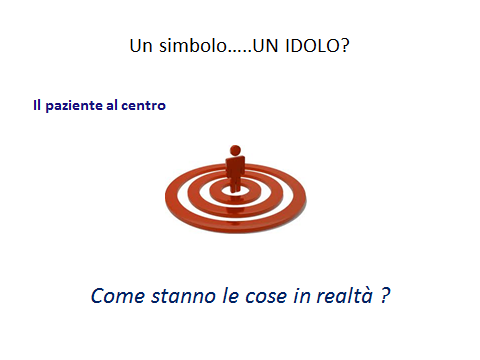 Un simbolo…..UN IDOLO?
Il paziente al centro
Come stanno le cose in realtà ?